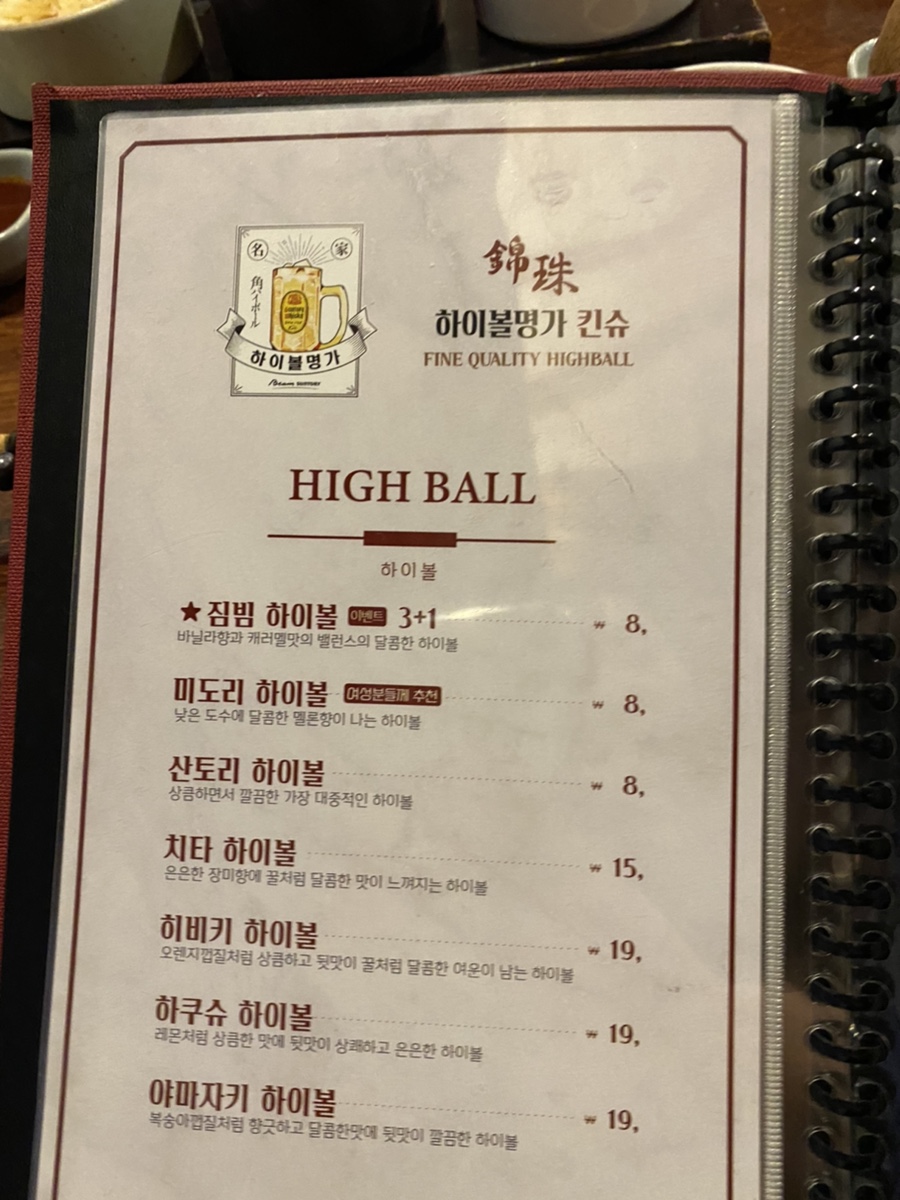 名 家
角ハイボール
하이볼명가
Beam SUNTORY
錦珠
하이볼명가 킨슈
FINE QUALITY HIGHBALL
HIGH BALL
하이볼
★짐빔 하이볼 이벤트 3+1 ₩ 8,
바닐라향과 캐러멜맛의 밸런스의 달콤한 하이볼
미도리 하이볼 여성분들께 추천 ₩ 8,
낮은 도수에 달콤한 멜론향이 나는 하이볼
산토리 하이볼 ₩ 8,
상큼하면서 깔끔한 가장 대중적인 하이볼
치타 하이볼 ₩ 15,
은은한 장미향에 꿀처럼 달콤한 맛이 느껴지는 하이볼
히비키 하이볼 ₩ 19,
오렌지껍질처럼 상큼하고 뒷맛이 꿀처럼 달콤한 여운이 남는 하이볼
하쿠슈 하이볼 ₩ 19,
레몬처럼 상큼한 맛에 뒷맛이 상쾌하고 은은한 하이볼
야마자키 하이볼 ₩ 19,
복숭아껍질처럼 향긋하고 달콤한맛에 뒷맛이 깔끔한 하이볼